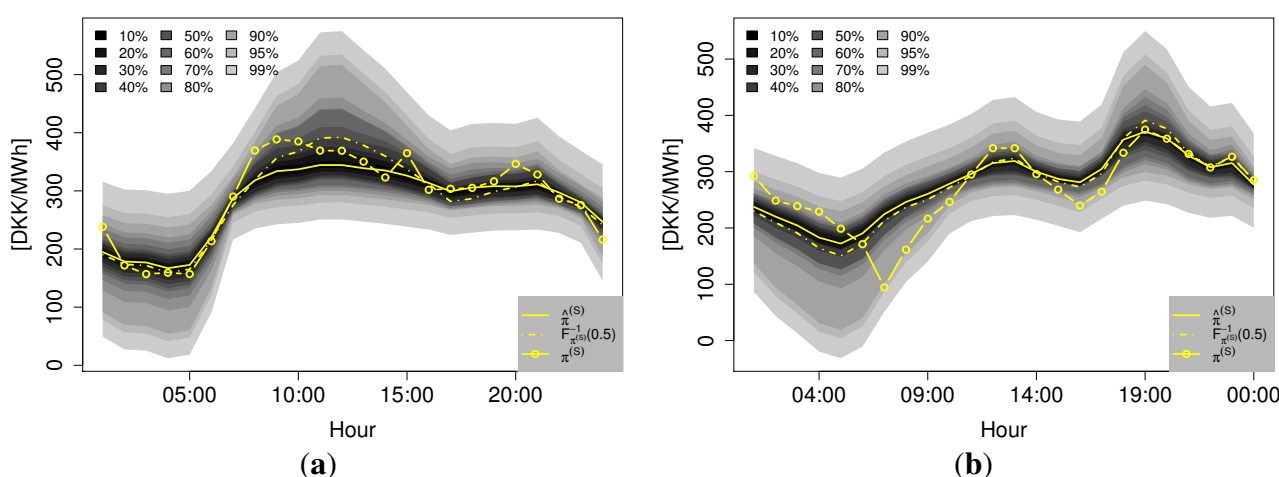 [DKK/MWh]
0 100 200 300 400 500
10% 50% 90%
20% 60% 95%
30% 70% 99%
40% 80%
π̂(S)
F⁻¹π(S)(0.5)
π(S)
05:00 10:00 15:00 20:00
Hour
(a)
[DKK/MWh]
0 100 200 300 400 500
10% 50% 90%
20% 60% 95%
30% 70% 99%
40% 80%
π̂(S)
F⁻¹π(S)(0.5)
π(S)
04:00 09:00 14:00 19:00 00:00
Hour
(b)